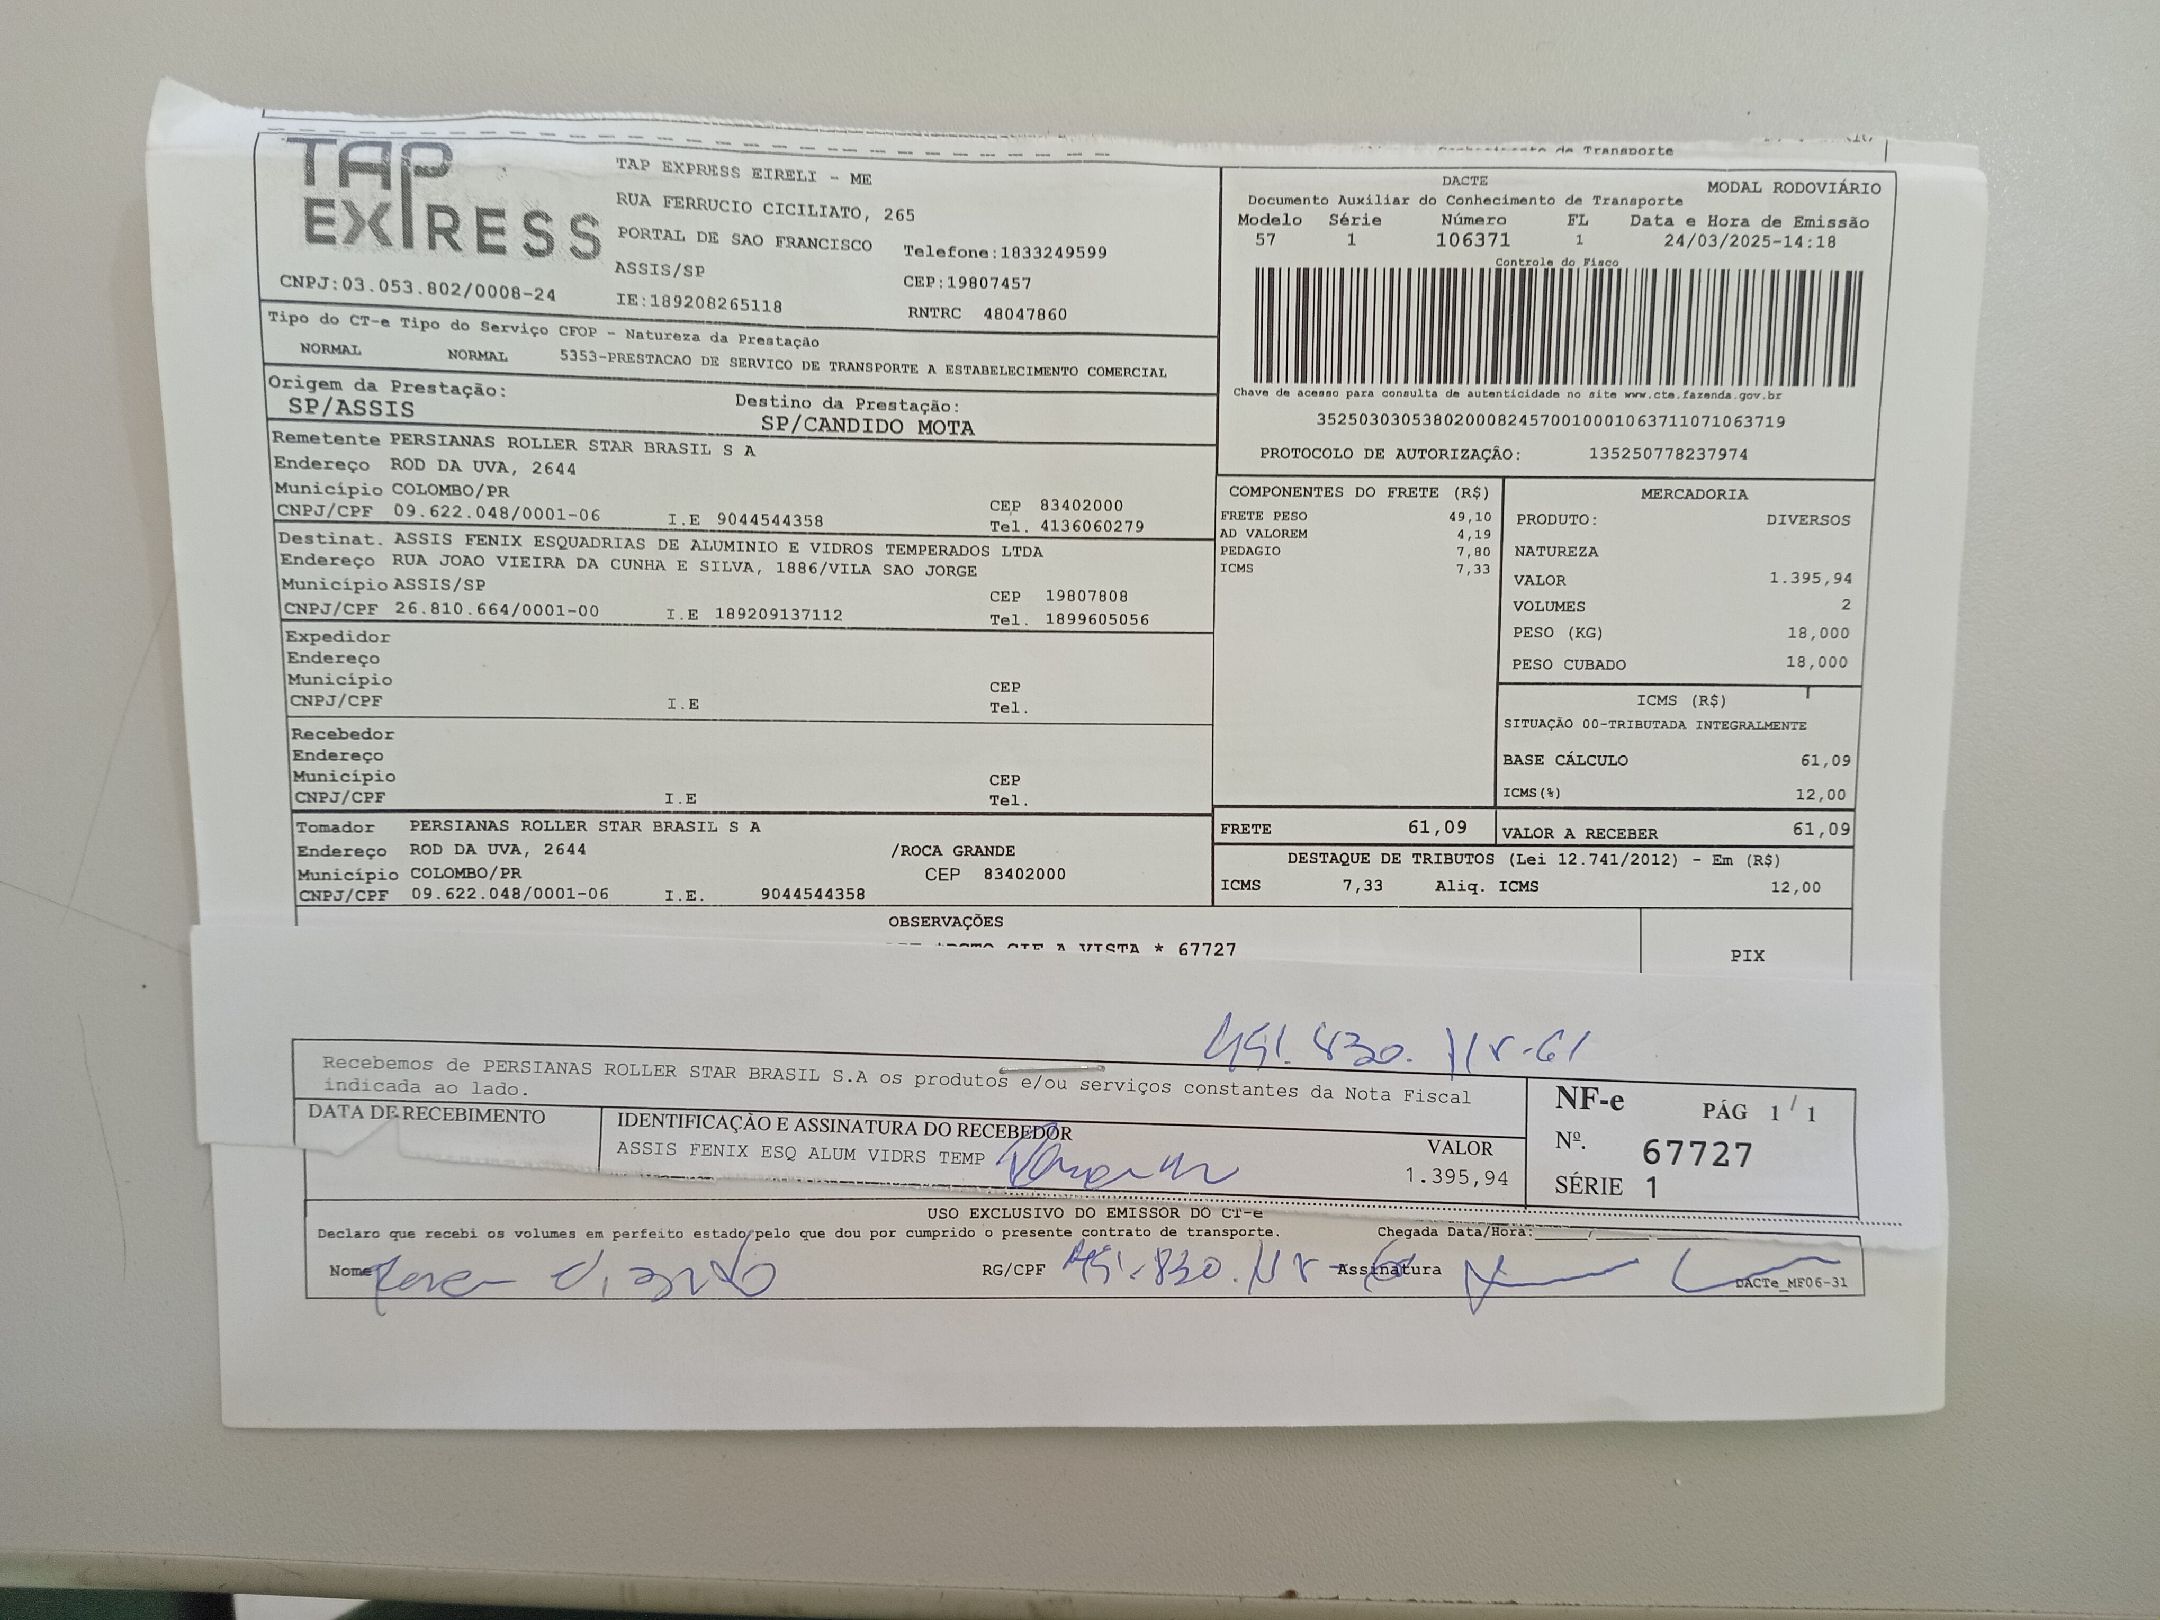 de Transporte
TAP EXPRESS
TAP EXPRESS EIRELI - ME
RUA FERRUCIO CICILIATO, 265
PORTAL DE SAO FRANCISCO Telefone:1833249599
ASSIS/SP CEP:19807457
CNPJ:03.053.802/0008-24 IE:189208265118 RNTRC 48047860
DACTE MODAL RODOVIÁRIO
Documento Auxiliar do Conhecimento de Transporte
Modelo Série Número FL Data e Hora de Emissão
57 1 106371 1 24/03/2025-14:18
Controle do Fisco
Chave de acesso para consulta de autenticidade no site www.cte.fazenda.gov.br
35250303053802000824570010001063711071063719
PROTOCOLO DE AUTORIZAÇÃO: 135250778237974
Tipo do CT-e Tipo do Serviço CFOP - Natureza da Prestação
NORMAL NORMAL 5353-PRESTACAO DE SERVICO DE TRANSPORTE A ESTABELECIMENTO COMERCIAL
Origem da Prestação: Destino da Prestação:
SP/ASSIS SP/CANDIDO MOTA
Remetente PERSIANAS ROLLER STAR BRASIL S A
Endereço ROD DA UVA, 2644
Município COLOMBO/PR CEP 83402000
CNPJ/CPF 09.622.048/0001-06 I.E 9044544358 Tel. 4136060279
Destinat. ASSIS FENIX ESQUADRIAS DE ALUMINIO E VIDROS TEMPERADOS LTDA
Endereço RUA JOAO VIEIRA DA CUNHA E SILVA, 1886/VILA SAO JORGE
Município ASSIS/SP CEP 19807808
CNPJ/CPF 26.810.664/0001-00 I.E 189209137112 Tel. 1899605056
Expedidor
Endereço
Município CEP
CNPJ/CPF I.E Tel.
Recebedor
Endereço
Município CEP
CNPJ/CPF I.E Tel.
Tomador PERSIANAS ROLLER STAR BRASIL S A
Endereço ROD DA UVA, 2644 /ROCA GRANDE
Município COLOMBO/PR CEP 83402000
CNPJ/CPF 09.622.048/0001-06 I.E. 9044544358
COMPONENTES DO FRETE (R$)
FRETE PESO 49,10
AD VALOREM 4,19
PEDAGIO 7,80
ICMS 7,33
MERCADORIA
PRODUTO: DIVERSOS
NATUREZA
VALOR 1.395,94
VOLUMES 2
PESO (KG) 18,000
PESO CUBADO 18,000
ICMS (R$)
SITUAÇÃO 00-TRIBUTADA INTEGRALMENTE
BASE CÁLCULO 61,09
ICMS(%) 12,00
FRETE 61,09 VALOR A RECEBER 61,09
DESTAQUE DE TRIBUTOS (Lei 12.741/2012) - Em (R$)
ICMS 7,33 Aliq. ICMS 12,00
OBSERVAÇÕES
CIF A VISTA * 67727
PIX
Recebemos de PERSIANAS ROLLER STAR BRASIL S.A os produtos e/ou serviços constantes da Nota Fiscal
indicada ao lado.
DATA DE RECEBIMENTO IDENTIFICAÇÃO E ASSINATURA DO RECEBEDOR VALOR
ASSIS FENIX ESQ ALUM VIDRS TEMP 1.395,94
NF-e PÁG 1 / 1
Nº. 67727
SÉRIE 1
USO EXCLUSIVO DO EMISSOR DO CT-e
Declaro que recebi os volumes em perfeito estado pelo que dou por cumprido o presente contrato de transporte. Chegada Data/Hora:
Nome RG/CPF Assinatura
DACTe_MF06-31